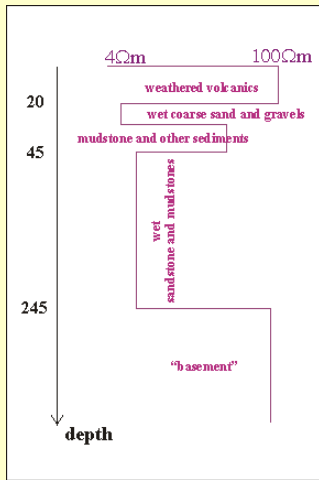 4Ωm 100Ωm
weathered volcanics
20
wet coarse sand and gravels
mudstone and other sediments
45
wet
sandstone and mudstones
245
“basement”
depth